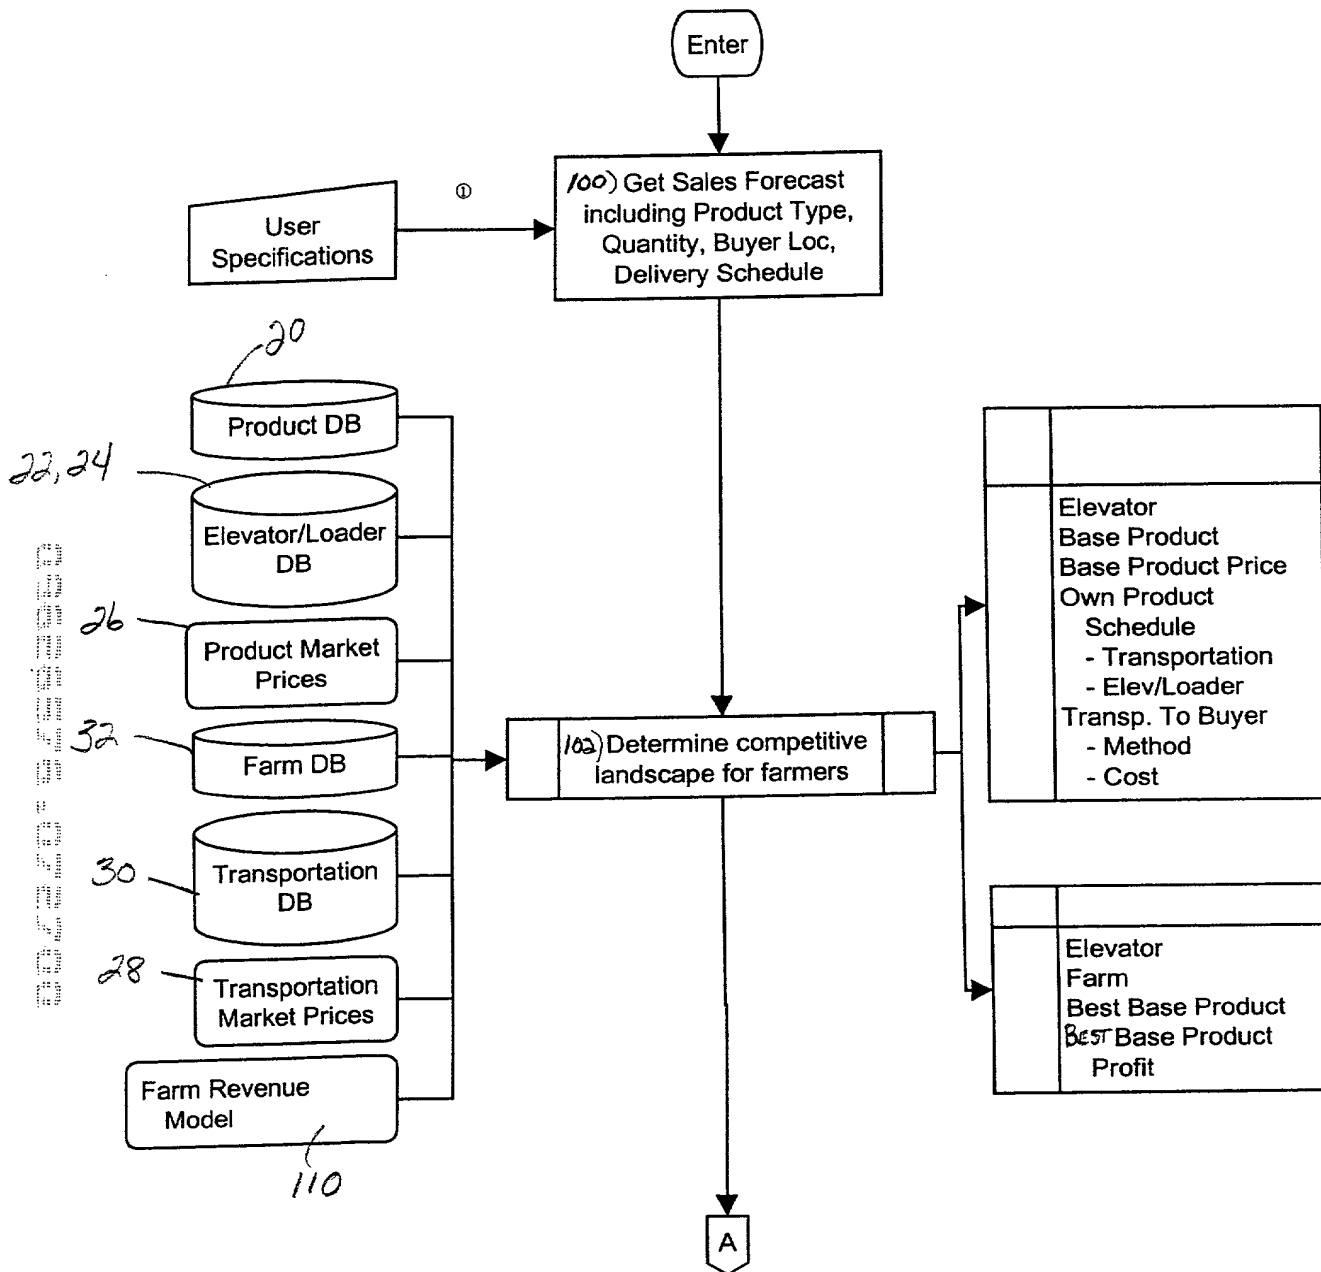 Enter
①
100) Get Sales Forecast
including Product Type,
Quantity, Buyer Loc,
Delivery Schedule
User
Specifications
20
Product DB
22, 24
Elevator/Loader
DB
26
Product Market
Prices
32
Farm DB
30
Transportation
DB
28
Transportation
Market Prices
Farm Revenue
Model
110
102) Determine competitive
landscape for farmers
Elevator
Base Product
Base Product Price
Own Product
Schedule
- Transportation
- Elev/Loader
Transp. To Buyer
- Method
- Cost
Elevator
Farm
Best Base Product
BEST Base Product
Profit
A